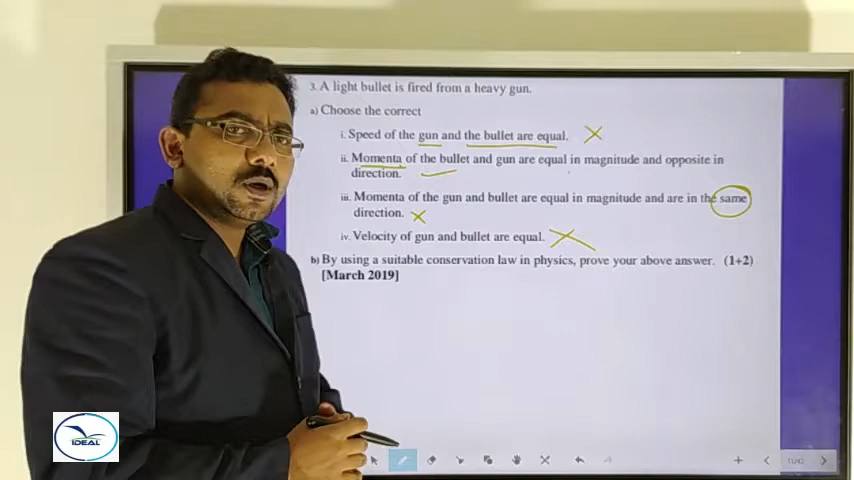 3. A light bullet is fired from a heavy gun.
a) Choose the correct
i. Speed of the gun and the bullet are equal.
ii. Momenta of the bullet and gun are equal in magnitude and opposite in
direction.
iii. Momenta of the gun and bullet are equal in magnitude and are in the same
direction.
iv. Velocity of gun and bullet are equal.
b) By using a suitable conservation law in physics, prove your above answer. (1+2)
[March 2019]
IDEAL